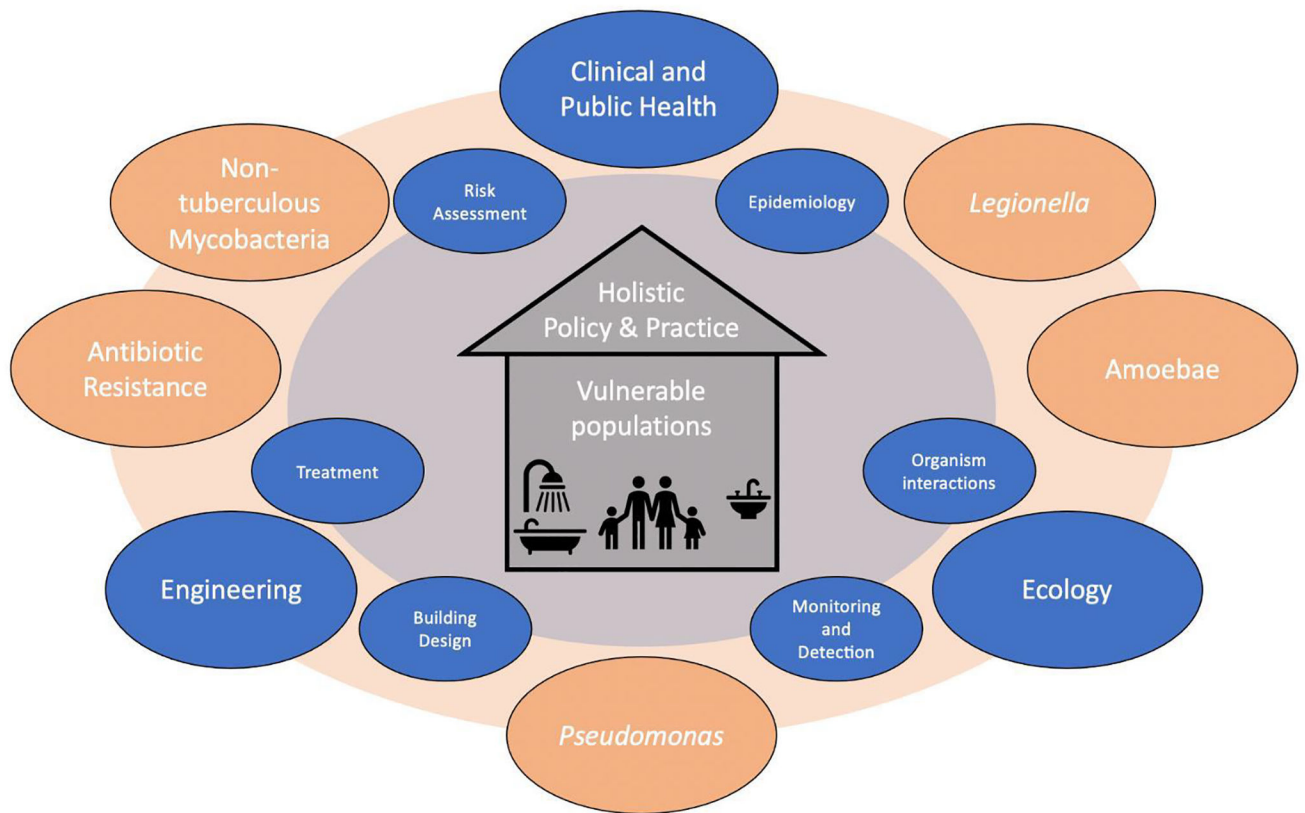 Clinical and
Public Health
Non-
tuberculous
Mycobacteria
Risk
Assessment
Epidemiology
Legionella
Holistic
Policy & Practice
Antibiotic
Resistance
Vulnerable
populations
Amoebae
Treatment
Organism
interactions
Engineering
Building
Design
Monitoring
and
Detection
Ecology
Pseudomonas